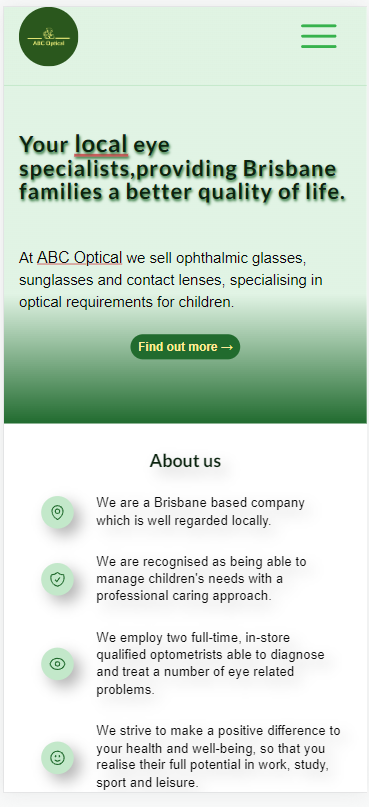 ABC Optical
Your local eye
specialists,providing Brisbane
families a better quality of life.
At ABC Optical we sell ophthalmic glasses,
sunglasses and contact lenses, specialising in
optical requirements for children.
Find out more →
About us
We are a Brisbane based company
which is well regarded locally.
We are recognised as being able to
manage children's needs with a
professional caring approach.
We employ two full-time, in-store
qualified optometrists able to diagnose
and treat a number of eye related
problems.
We strive to make a positive difference to
your health and well-being, so that you
realise their full potential in work, study,
sport and leisure.